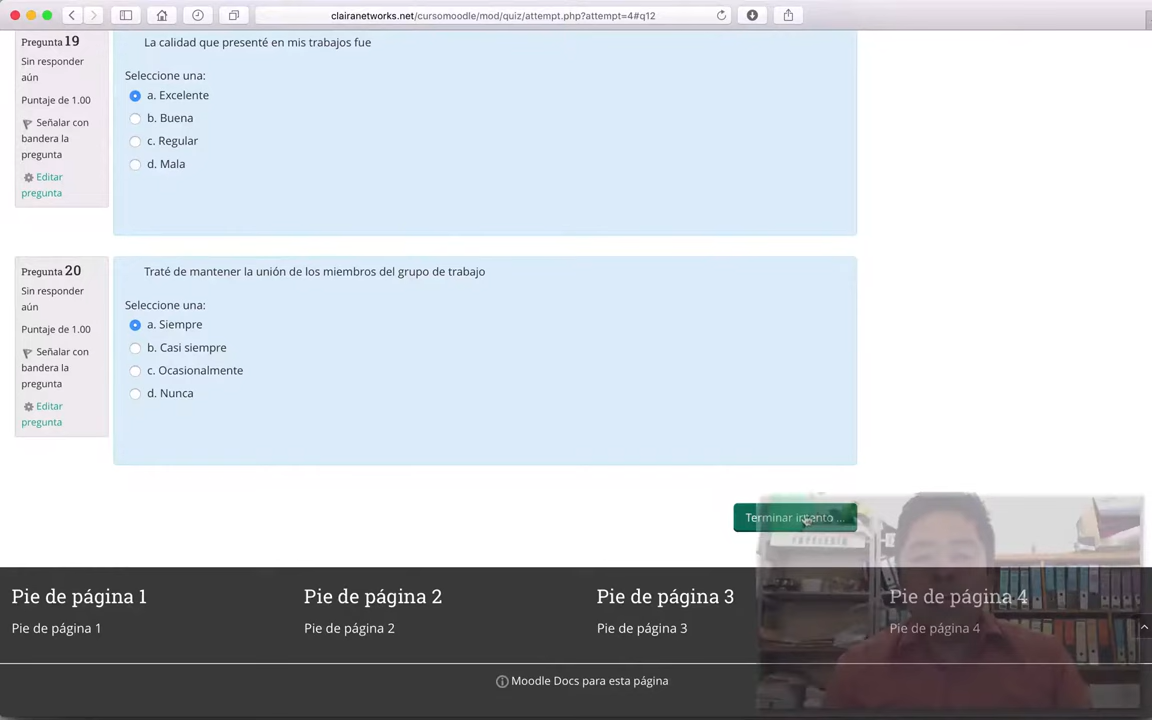 clairanetworks.net/cursomoodle/mod/quiz/attempt.php?attempt=4#q12
Pregunta 19
Sin responder
aún
Puntaje de 1.00
Señalar con
bandera la
pregunta
Editar
pregunta
La calidad que presenté en mis trabajos fue
Seleccione una:
a. Excelente
b. Buena
c. Regular
d. Mala
Pregunta 20
Sin responder
aún
Puntaje de 1.00
Señalar con
bandera la
pregunta
Editar
pregunta
Traté de mantener la unión de los miembros del grupo de trabajo
Seleccione una:
a. Siempre
b. Casi siempre
c. Ocasionalmente
d. Nunca
Terminar intento ...
Pie de página 1
Pie de página 1
Pie de página 2
Pie de página 2
Pie de página 3
Pie de página 3
Pie de página 4
Pie de página 4
Moodle Docs para esta página